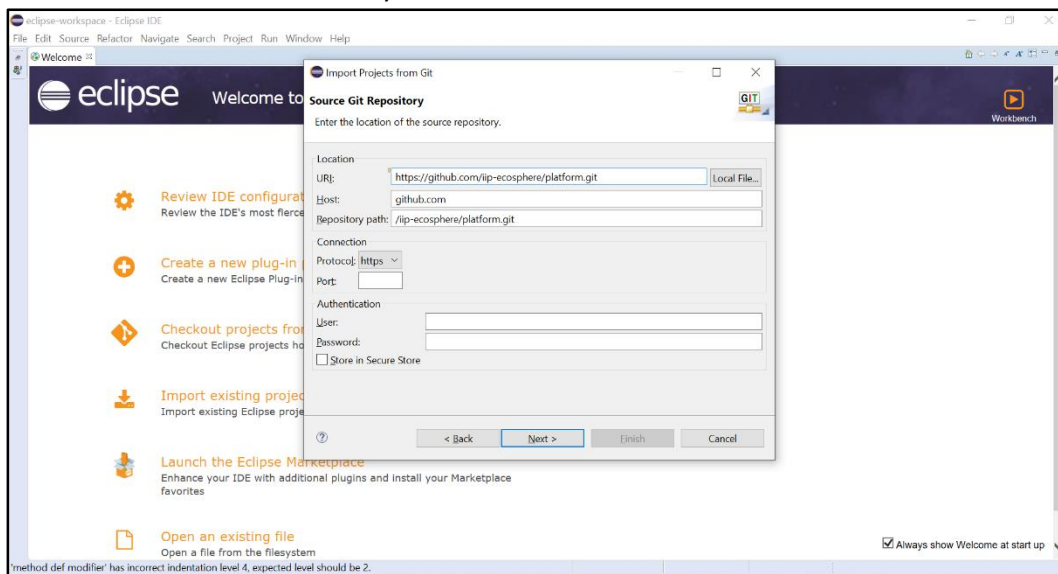 eclipse-workspace - Eclipse IDE
File Edit Source Refactor Navigate Search Project Run Window Help
Welcome
eclipse Welcome to
Workbench
Import Projects from Git
Source Git Repository
Enter the location of the source repository.
GIT
Location
URI: https://github.com/iip-ecosphere/platform.git Local File...
Host: github.com
Repository path: /iip-ecosphere/platform.git
Connection
Protocol: https
Port:
Authentication
User:
Password:
Store in Secure Store
< Back Next > Finish Cancel
Review IDE configurat
Review the IDE's most fierce
Create a new plug-in
Create a new Eclipse Plug-in
Checkout projects fro
Checkout Eclipse projects ho
Import existing projec
Import existing Eclipse proje
Launch the Eclipse Marketplace
Enhance your IDE with additional plugins and install your Marketplace
favorites
Open an existing file
Open a file from the filesystem
Always show Welcome at start up
'method def modifier' has incorrect indentation level 4, expected level should be 2.